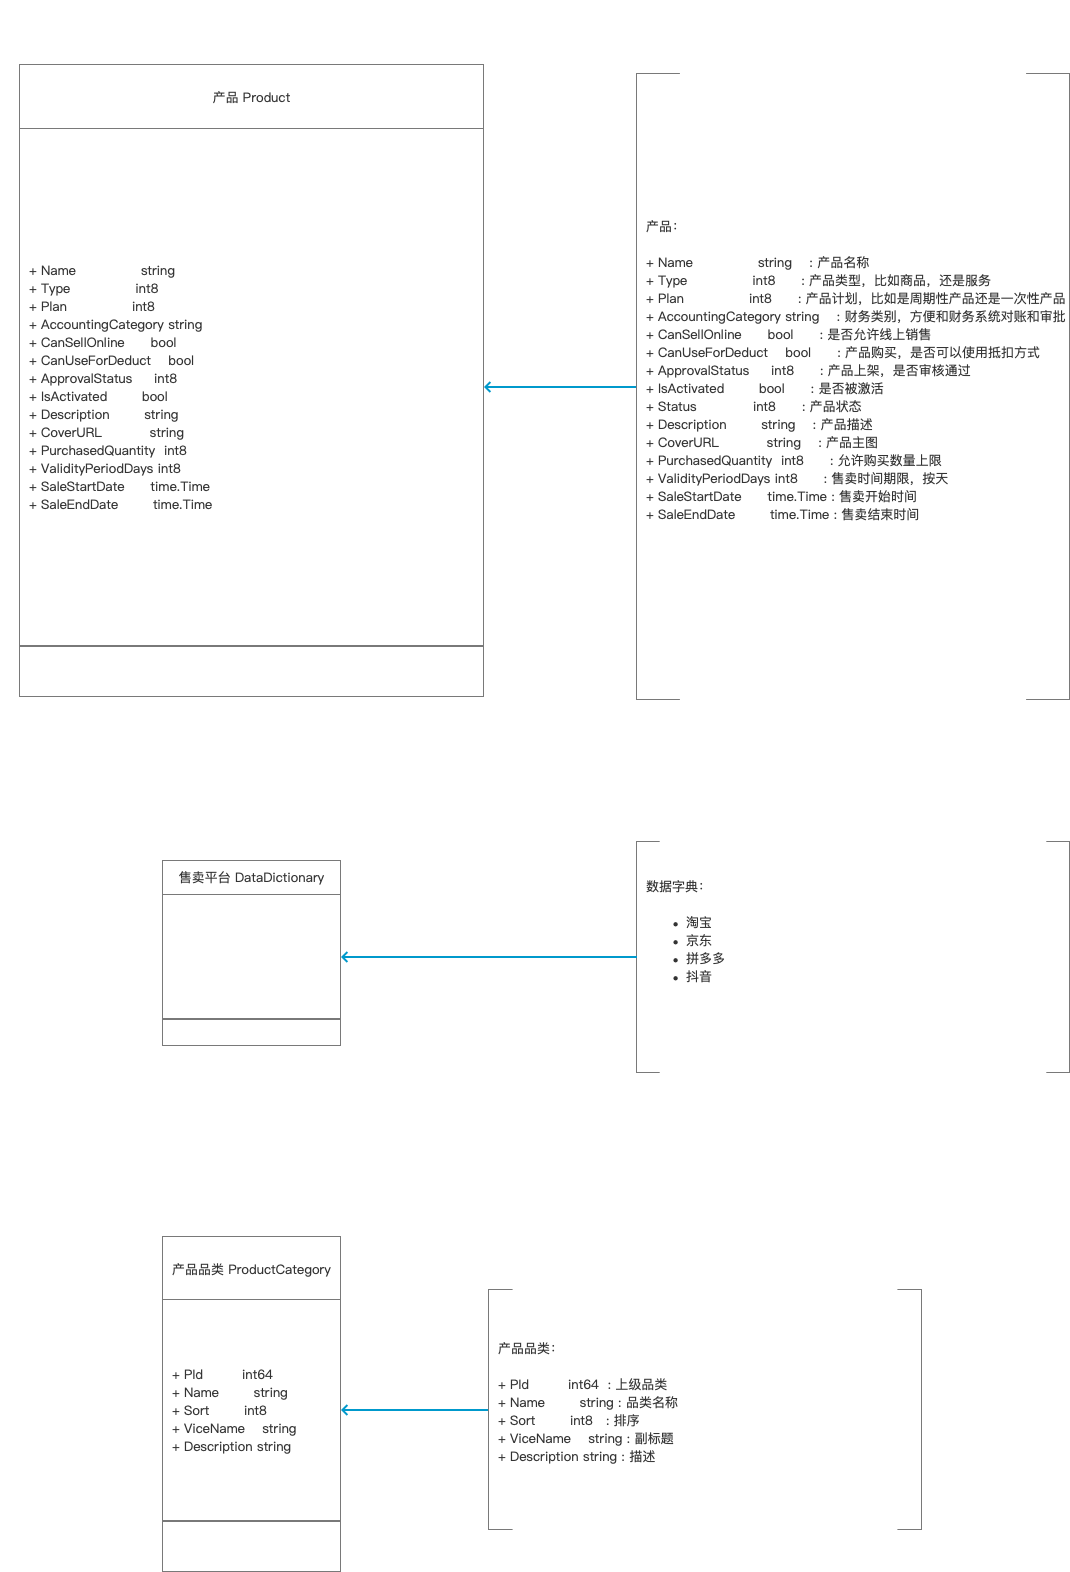 产品 Product
+ Name string
+ Type int8
+ Plan int8
+ AccountingCategory string
+ CanSellOnline bool
+ CanUseForDeduct bool
+ ApprovalStatus int8
+ IsActivated bool
+ Description string
+ CoverURL string
+ PurchasedQuantity int8
+ ValidityPeriodDays int8
+ SaleStartDate time.Time
+ SaleEndDate time.Time
产品：
+ Name string : 产品名称
+ Type int8 : 产品类型，比如商品，还是服务
+ Plan int8 : 产品计划，比如是周期性产品还是一次性产品
+ AccountingCategory string : 财务类别，方便和财务系统对账和审批
+ CanSellOnline bool : 是否允许线上销售
+ CanUseForDeduct bool : 产品购买，是否可以使用抵扣方式
+ ApprovalStatus int8 : 产品上架，是否审核通过
+ IsActivated bool : 是否被激活
+ Status int8 : 产品状态
+ Description string : 产品描述
+ CoverURL string : 产品主图
+ PurchasedQuantity int8 : 允许购买数量上限
+ ValidityPeriodDays int8 : 售卖时间期限，按天
+ SaleStartDate time.Time : 售卖开始时间
+ SaleEndDate time.Time : 售卖结束时间
售卖平台 DataDictionary
数据字典：
• 淘宝
• 京东
• 拼多多
• 抖音
产品品类 ProductCategory
+ PId int64
+ Name string
+ Sort int8
+ ViceName string
+ Description string
产品品类：
+ PId int64 : 上级品类
+ Name string : 品类名称
+ Sort int8 : 排序
+ ViceName string : 副标题
+ Description string : 描述